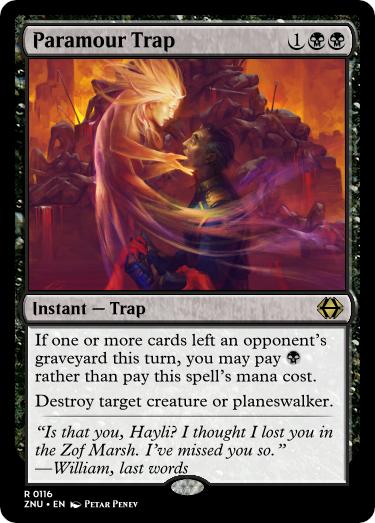 Paramour Trap 1
Instant — Trap
If one or more cards left an opponent's
graveyard this turn, you may pay
rather than pay this spell's mana cost.
Destroy target creature or planeswalker.
“Is that you, Hayli? I thought I lost you in
the Zof Marsh. I've missed you so.”
—William, last words
R 0116
ZNU • EN Petar Penev